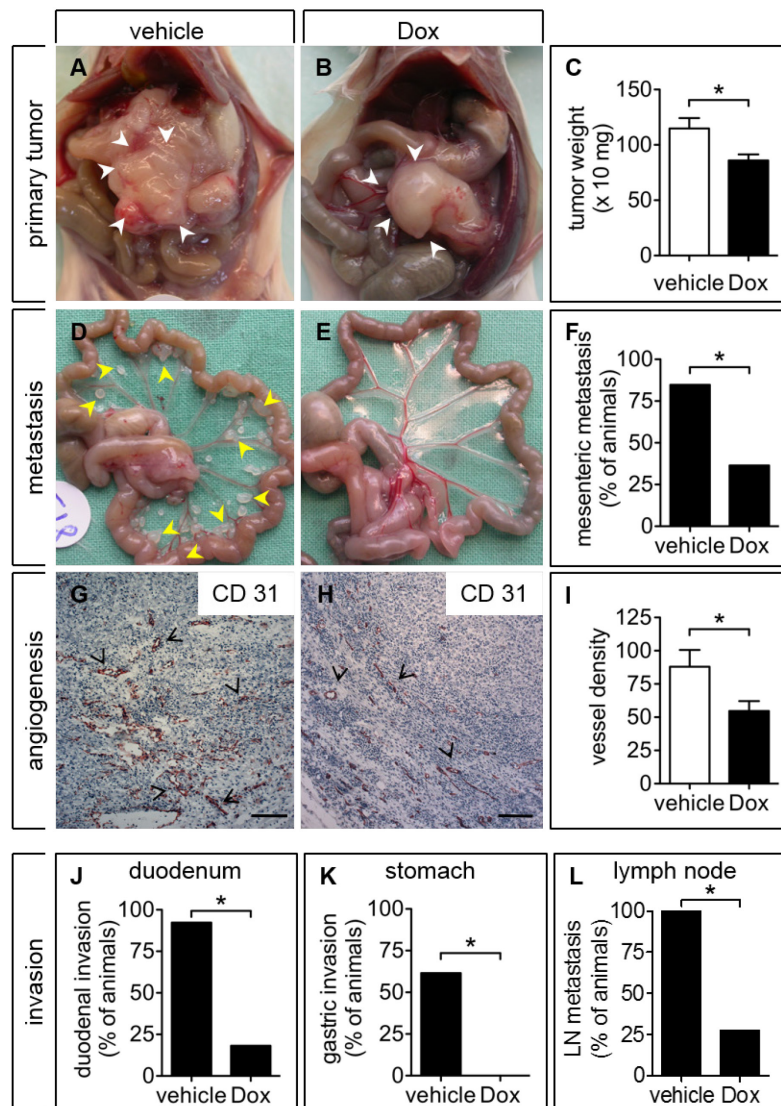 vehicle
Dox
primary tumor
A
B
C
*
tumor weight
(x 10 mg)
150
100
50
0
vehicle Dox
metastasis
D
E
F
*
mesenteric metastasis
(% of animals)
100
75
50
25
0
vehicle Dox
angiogenesis
G
CD 31
H
CD 31
I
*
vessel density
125
100
75
50
25
0
vehicle Dox
invasion
J
duodenum
*
duodenal invasion
(% of animals)
100
75
50
25
0
vehicle Dox
K
stomach
*
gastric invasion
(% of animals)
100
75
50
25
0
vehicle Dox
L
lymph node
*
LN metastasis
(% of animals)
100
75
50
25
0
vehicle Dox